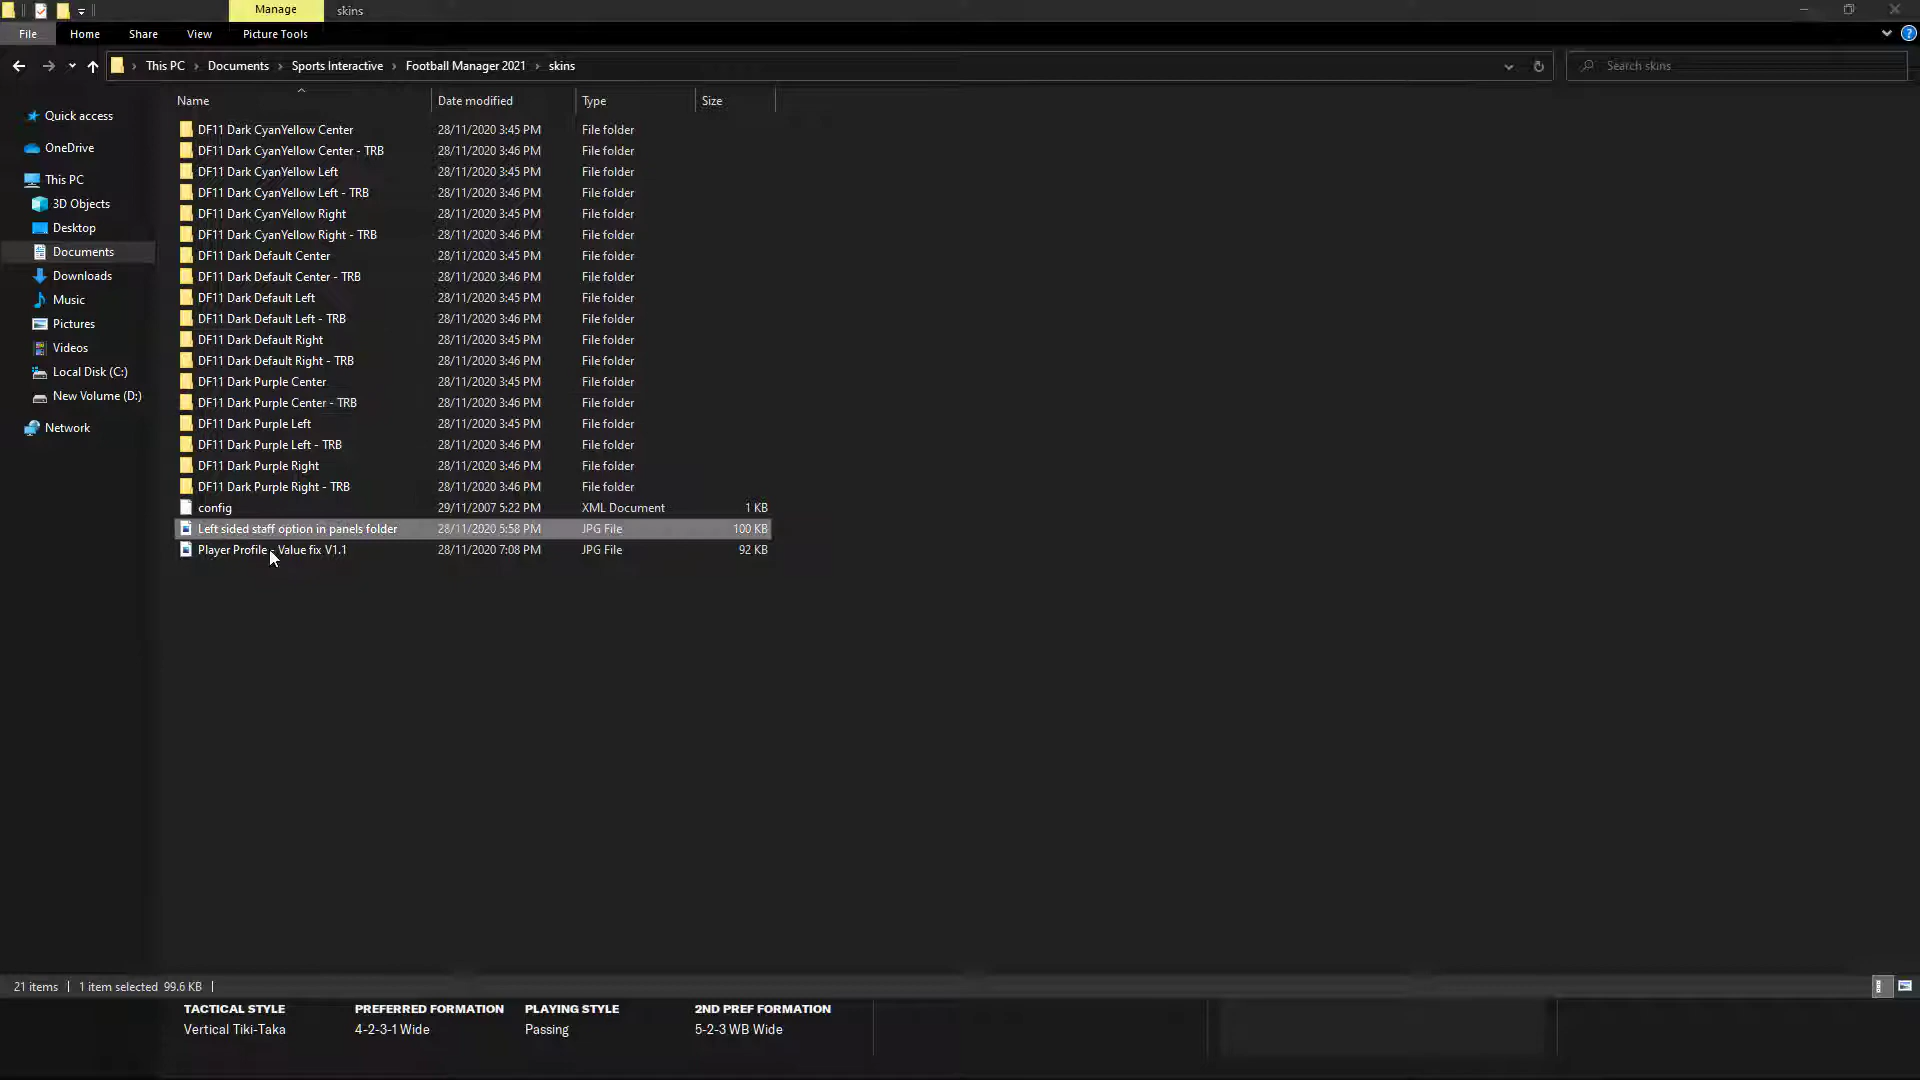 Manage skins
File Home Share View Picture Tools
This PC Documents Sports Interactive Football Manager 2021 skins Search skins
Quick access
OneDrive
This PC
3D Objects
Desktop
Documents
Downloads
Music
Pictures
Videos
Local Disk (C:)
New Volume (D:)
Network
Name Date modified Type Size
DF11 Dark CyanYellow Center 28/11/2020 3:45 PM File folder
DF11 Dark CyanYellow Center - TRB 28/11/2020 3:46 PM File folder
DF11 Dark CyanYellow Left 28/11/2020 3:45 PM File folder
DF11 Dark CyanYellow Left - TRB 28/11/2020 3:46 PM File folder
DF11 Dark CyanYellow Right 28/11/2020 3:45 PM File folder
DF11 Dark CyanYellow Right - TRB 28/11/2020 3:46 PM File folder
DF11 Dark Default Center 28/11/2020 3:45 PM File folder
DF11 Dark Default Center - TRB 28/11/2020 3:46 PM File folder
DF11 Dark Default Left 28/11/2020 3:45 PM File folder
DF11 Dark Default Left - TRB 28/11/2020 3:46 PM File folder
DF11 Dark Default Right 28/11/2020 3:45 PM File folder
DF11 Dark Default Right - TRB 28/11/2020 3:46 PM File folder
DF11 Dark Purple Center 28/11/2020 3:45 PM File folder
DF11 Dark Purple Center - TRB 28/11/2020 3:46 PM File folder
DF11 Dark Purple Left 28/11/2020 3:45 PM File folder
DF11 Dark Purple Left - TRB 28/11/2020 3:46 PM File folder
DF11 Dark Purple Right 28/11/2020 3:46 PM File folder
DF11 Dark Purple Right - TRB 28/11/2020 3:46 PM File folder
config 29/11/2007 5:22 PM XML Document 1 KB
Left sided staff option in panels folder 28/11/2020 5:58 PM JPG File 100 KB
Player Profile - Value fix V1.1 28/11/2020 7:08 PM JPG File 92 KB
21 items 1 item selected 99.6 KB
TACTICAL STYLE PREFERRED FORMATION PLAYING STYLE 2ND PREF FORMATION
Vertical Tiki-Taka 4-2-3-1 Wide Passing 5-2-3 WB Wide